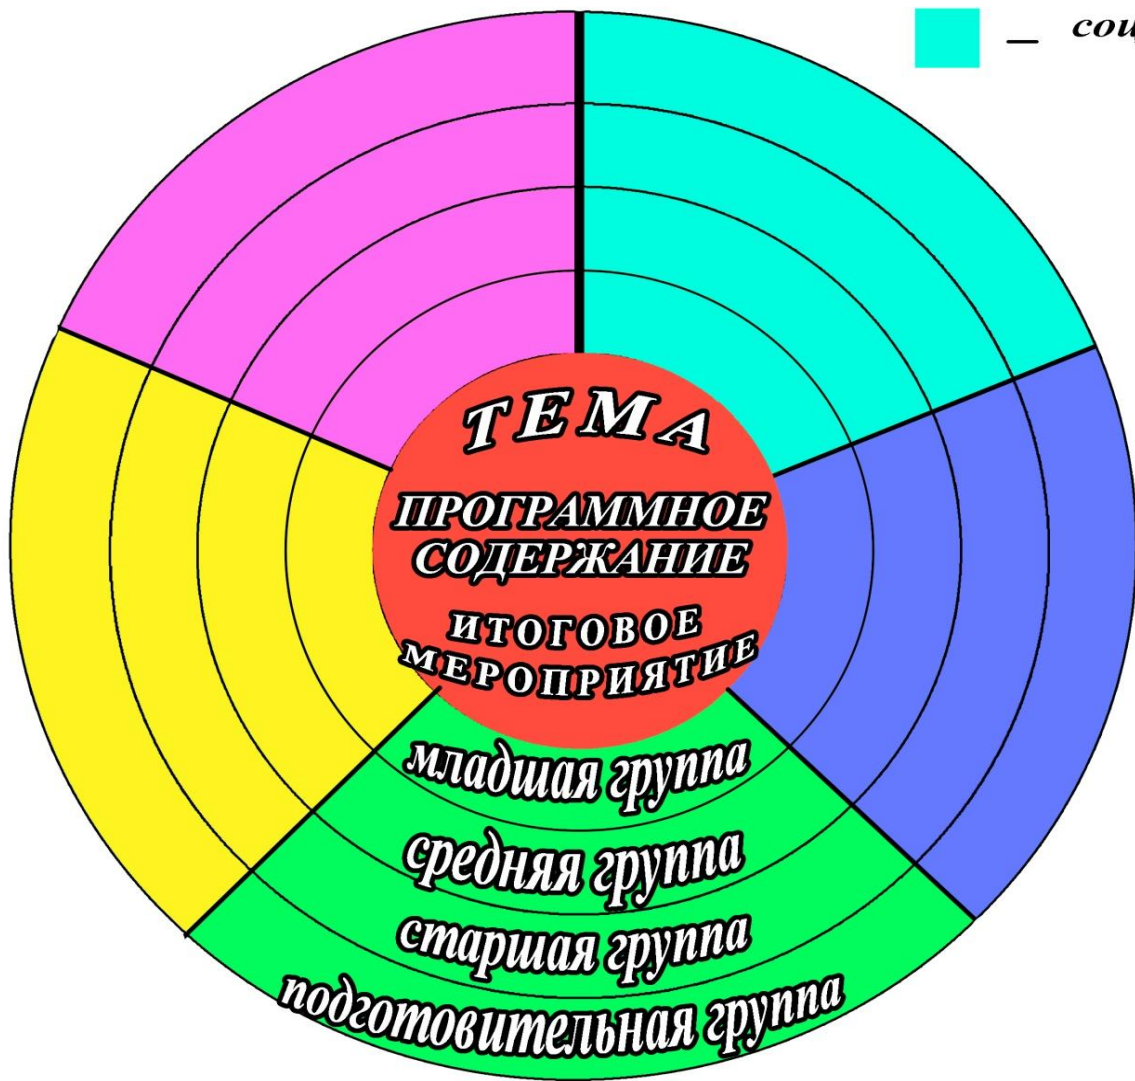 ТЕМА
ПРОГРАММНОЕ
СОДЕРЖАНИЕ
ИТОГОВОЕ
МЕРОПРИЯТИЕ
младшая группа
средняя группа
старшая группа
подготовительная группа